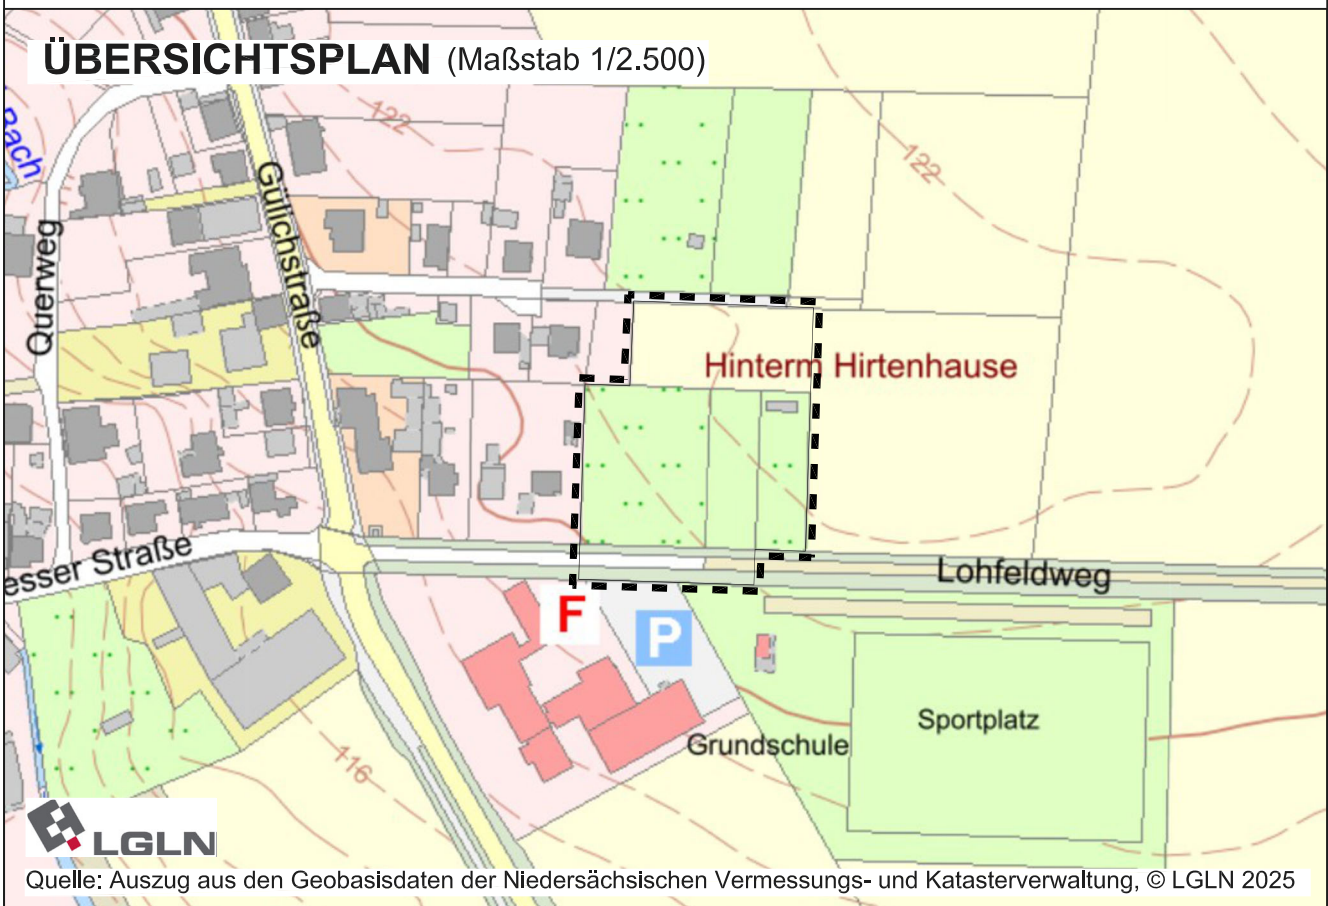 ÜBERSICHTSPLAN (Maßstab 1/2.500)
Bach
122
122
Gülichstraße
Querweg
Hinterm Hirtenhause
esser Straße
Lohfeldweg
F
P
Sportplatz
Grundschule
116
LGLN
Quelle: Auszug aus den Geobasisdaten der Niedersächsischen Vermessungs- und Katasterverwaltung, © LGLN 2025